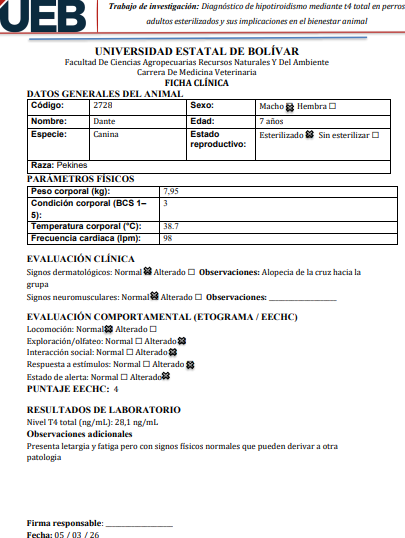 UEB
Trabajo de investigación: Diagnóstico de hipotiroidismo mediante t4 total en perros
adultos esterilizados y sus implicaciones en el bienestar animal
UNIVERSIDAD ESTATAL DE BOLÍVAR
Facultad De Ciencias Agropecuarias Recursos Naturales Y Del Ambiente
Carrera De Medicina Veterinaria
FICHA CLÍNICA
DATOS GENERALES DEL ANIMAL
Código: 2728 Sexo: Macho ☒ Hembra ☐
Nombre: Dante Edad: 7 años
Especie: Canina Estado reproductivo: Esterilizado ☒ Sin esterilizar ☐
Raza: Pekines
PARÁMETROS FÍSICOS
Peso corporal (kg): 7,95
Condición corporal (BCS 1–5): 3
Temperatura corporal (°C): 38.7
Frecuencia cardiaca (lpm): 98
EVALUACIÓN CLÍNICA
Signos dermatológicos: Normal ☒ Alterado ☐ Observaciones: Alopecia de la cruz hacia la
grupa
Signos neuromusculares: Normal ☒ Alterado ☐ Observaciones: _______________
EVALUACIÓN COMPORTAMENTAL (ETOGRAMA / EECHC)
Locomoción: Normal ☒ Alterado ☐
Exploración/olfateo: Normal ☐ Alterado ☒
Interacción social: Normal ☐ Alterado ☒
Respuesta a estímulos: Normal ☐ Alterado ☒
Estado de alerta: Normal ☐ Alterado ☒
PUNTAJE EECHC: 4
RESULTADOS DE LABORATORIO
Nivel T4 total (ng/mL): 28,1 ng/mL
Observaciones adicionales
Presenta letargia y fatiga pero con signos físicos normales que pueden derivar a otra
patología
Firma responsable: _______________
Fecha: 05 / 03 / 26